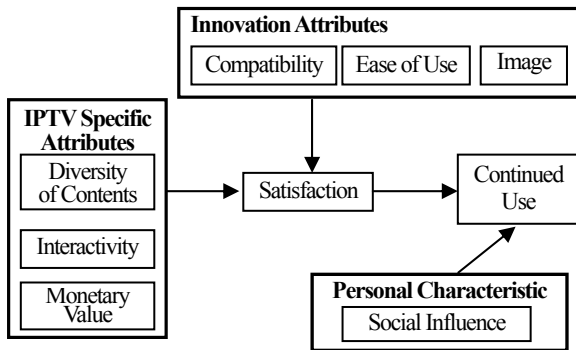 Innovation Attributes
Compatibility
Ease of Use
Image
IPTV Specific
Attributes
Diversity
of Contents
Interactivity
Monetary
Value
Satisfaction
Continued
Use
Personal Characteristic
Social Influence